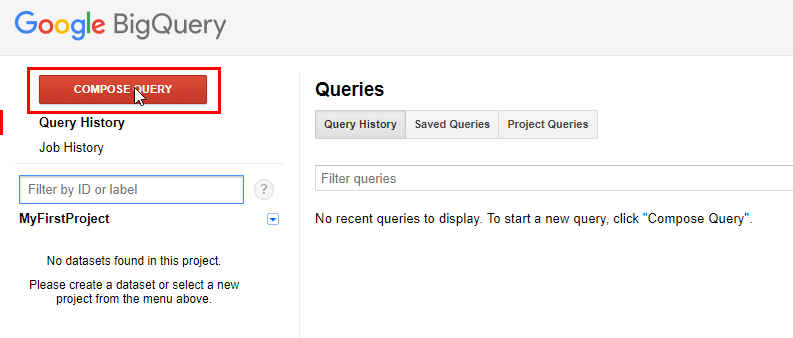 Google BigQuery
COMPOSE QUERY
Query History
Job History
Filter by ID or label
?
MyFirstProject
No datasets found in this project.
Please create a dataset or select a new
project from the menu above.
Queries
Query History Saved Queries Project Queries
Filter queries
No recent queries to display. To start a new query, click "Compose Query".